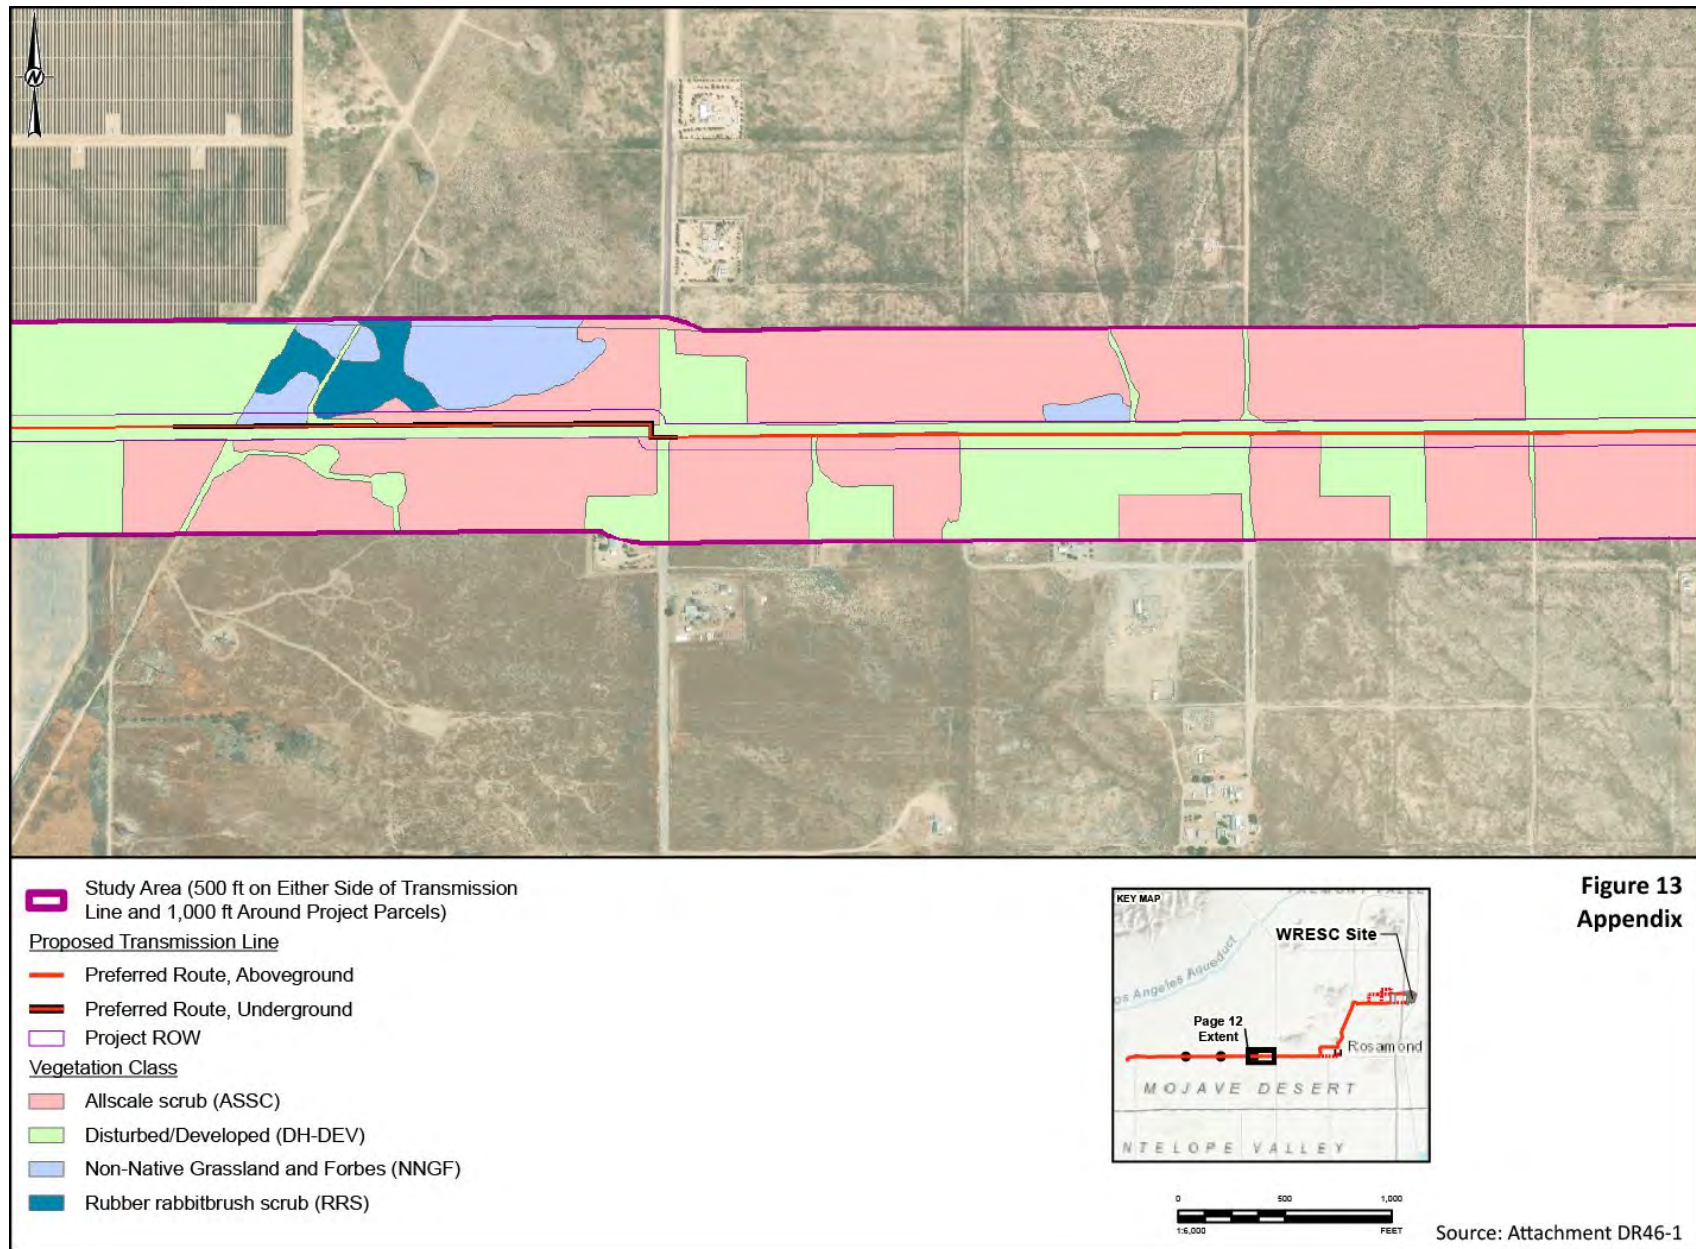 N
Study Area (500 ft on Either Side of Transmission
Line and 1,000 ft Around Project Parcels)
Proposed Transmission Line
Preferred Route, Aboveground
Preferred Route, Underground
Project ROW
Vegetation Class
Allscale scrub (ASSC)
Disturbed/Developed (DH-DEV)
Non-Native Grassland and Forbes (NNGF)
Rubber rabbitbrush scrub (RRS)
KEY MAP
WRESC Site
os Angeles Aqueduct
Page 12
Extent
Rosamond
MOJAVE DESERT
NTELOPE VALLEY
0 500 1,000
1:6,000 FEET
Figure 13
Appendix
Source: Attachment DR46-1